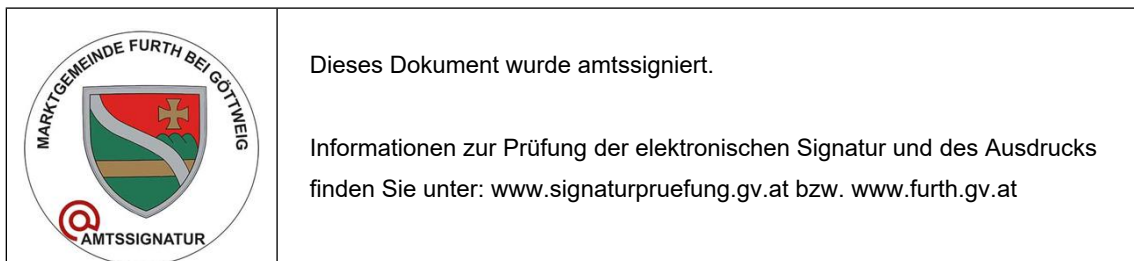 MARKTGEMEINDE FURTH BEI GÖTTWEIG
AMTSSIGNATUR
Dieses Dokument wurde amtssigniert.
Informationen zur Prüfung der elektronischen Signatur und des Ausdrucks
finden Sie unter: www.signaturpruefung.gv.at bzw. www.furth.gv.at